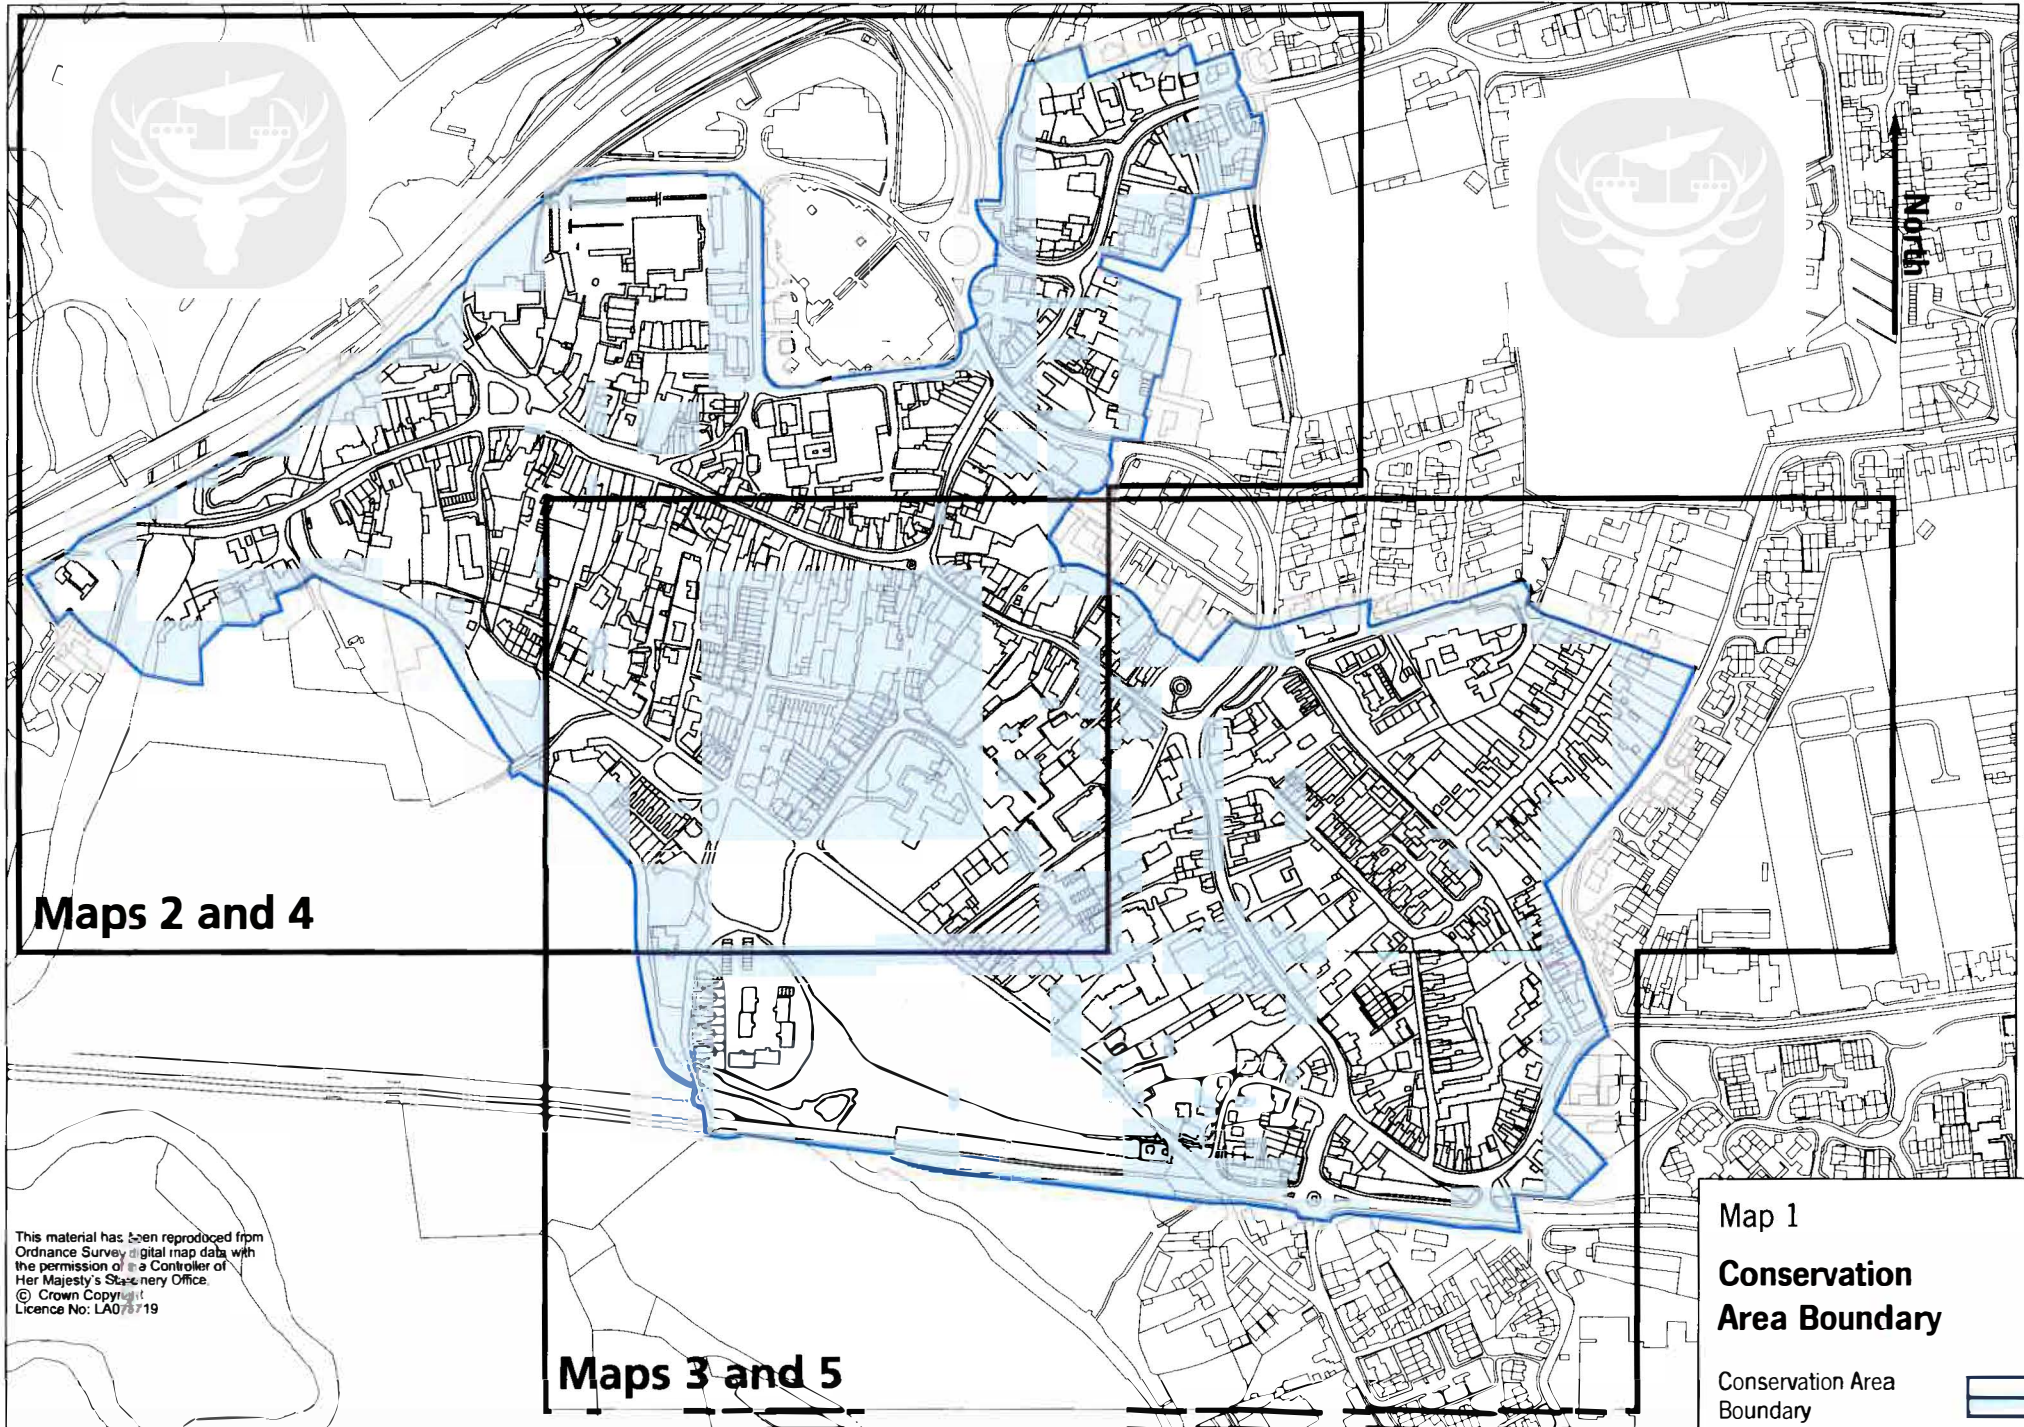 North
Maps 2 and 4
This material has been reproduced from
Ordnance Survey digital map data with
the permission of Controller of
Her Majesty's Stationery Office.
© Crown Copyright
Licence No:
Maps 3 and 5
Map 1
Conservation
Area Boundary
Conservation Area
Boundary